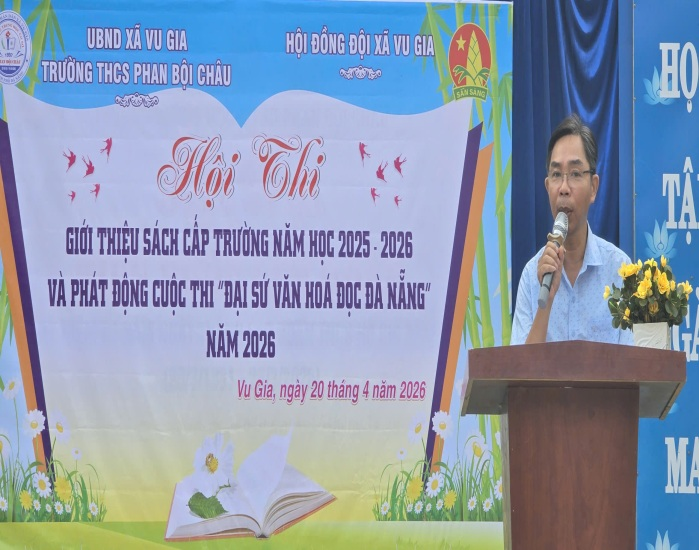 UBND XÃ VU GIA
TRƯỜNG THCS PHAN BỘI CHÂU
HỘI ĐỒNG ĐỘI XÃ VU GIA
SẴN SÀNG
Hội Thi
GIỚI THIỆU SÁCH CẤP TRƯỜNG NĂM HỌC 2025 - 2026
VÀ PHÁT ĐỘNG CUỘC THI "ĐẠI SỨ VĂN HOÁ ĐỌC ĐÀ NẴNG"
NĂM 2026
Vu Gia, ngày 20 tháng 4 năm 2026
HỌ
TẬ
MA